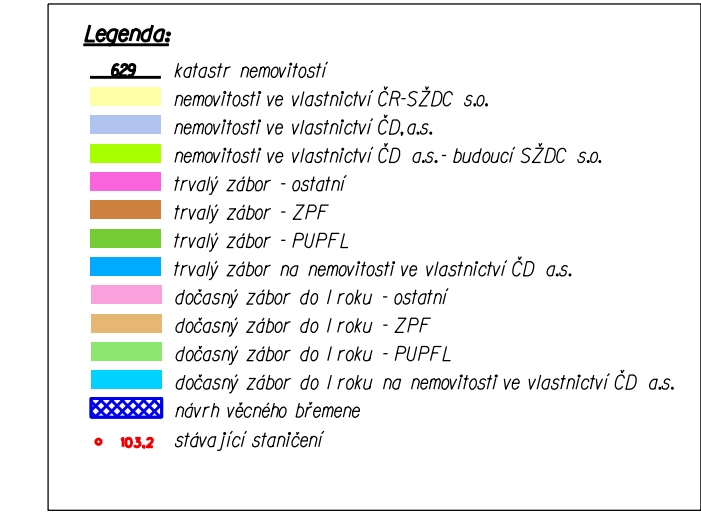 Legenda:
629 katastr nemovitostí
nemovitosti ve vlastnictví ČR-SŽDC s.o.
nemovitosti ve vlastnictví ČD,a.s.
nemovitosti ve vlastnictví ČD a.s.- budoucí SŽDC s.o.
trvalý zábor - ostatní
trvalý zábor - ZPF
trvalý zábor - PUPFL
trvalý zábor na nemovitosti ve vlastnictví ČD a.s.
dočasný zábor do 1 roku - ostatní
dočasný zábor do 1 roku - ZPF
dočasný zábor do 1 roku - PUPFL
dočasný zábor do 1 roku na nemovitosti ve vlastnictví ČD a.s.
návrh věcného břemene
103,2 stávající staničení